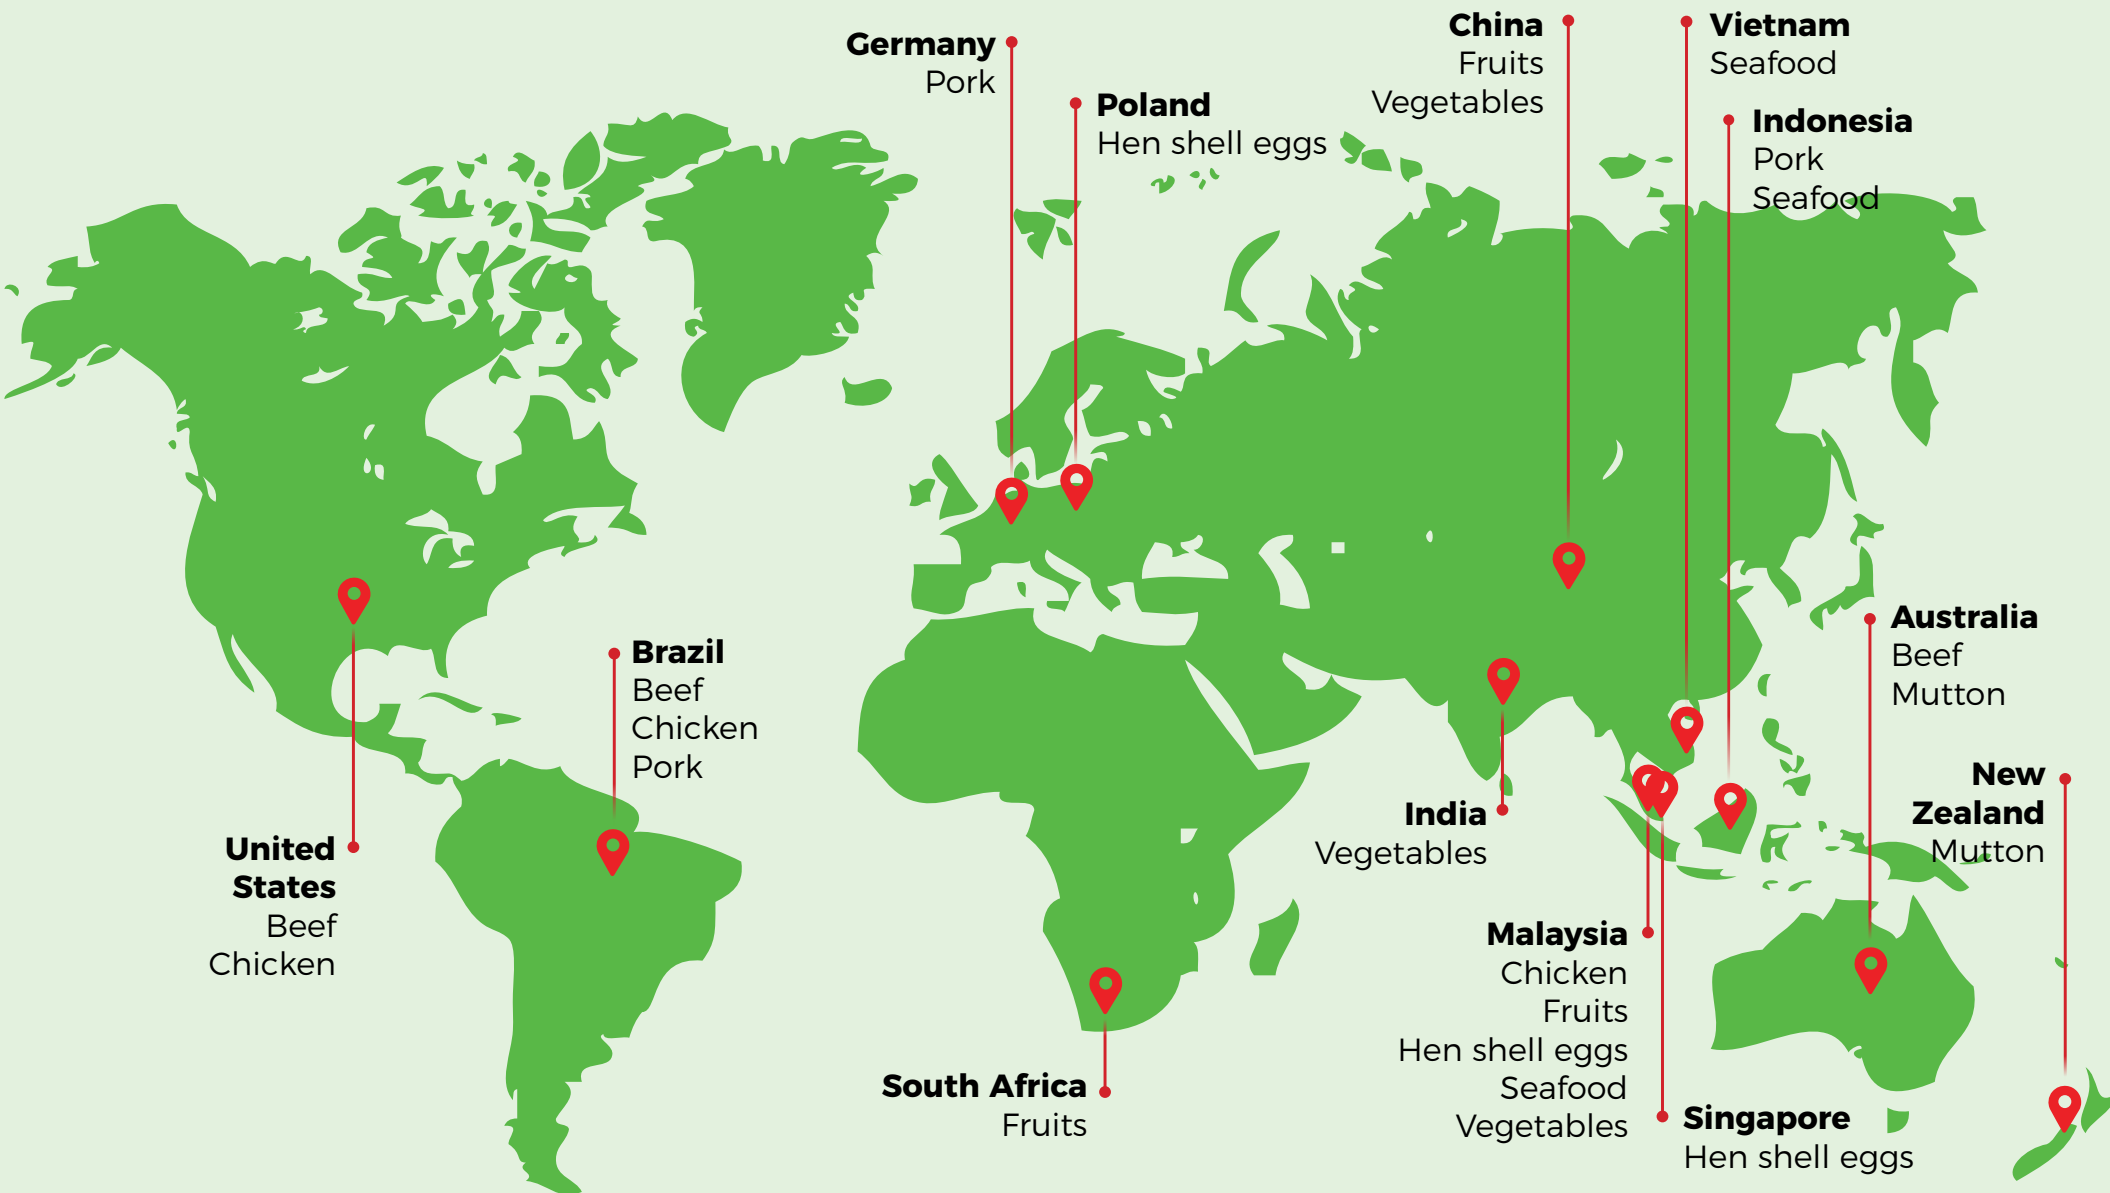 Germany
Pork
Poland
Hen shell eggs
China
Fruits
Vegetables
Vietnam
Seafood
Indonesia
Pork
Seafood
United
States
Beef
Chicken
Brazil
Beef
Chicken
Pork
South Africa
Fruits
India
Vegetables
Malaysia
Chicken
Fruits
Hen shell eggs
Seafood
Vegetables
Singapore
Hen shell eggs
Australia
Beef
Mutton
New
Zealand
Mutton